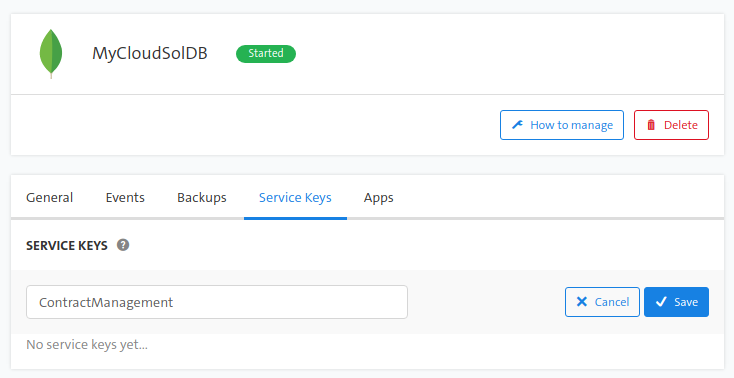 MyCloudSolDB Started
How to manage Delete
General Events Backups Service Keys Apps
SERVICE KEYS ?
ContractManagement Cancel Save
No service keys yet...